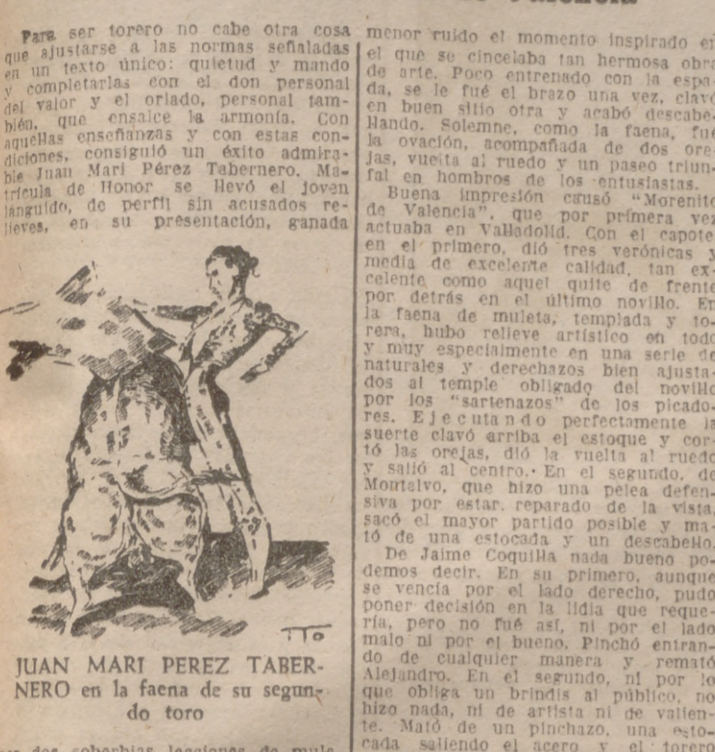 Para ser torero no cabe otra cosa
que ajustarse a las normas señaladas
en un texto único: quietud y mando
y completarlas con el don personal
del valor y el orlado, personal tam-
bién, que ensalce la armonía. Con
aquellas enseñanzas y con estas con-
diciones, consiguió un éxito admira-
ble Juan Mari Pérez Tabernero. Ma-
trícula de Honor se llevó el joven
lánguido, de perfil sin acusados re-
lieves, en su presentación, ganada
ITO
JUAN MARI PEREZ TABER-
NERO en la faena de su segun-
do toro
dos soberbias lecciones de mule
menor ruido el momento inspirado en
el que se cincelaba tan hermosa obra
de arte. Poco entrenado con la espa-
da, se le fué el brazo una vez, clavó
en buen sitio otra y acabó descabe-
llando. Solemne, como la faena, fué
la ovación, acompañada de dos ore-
jas, vuelta al ruedo y un paseo triun-
fal en hombros de los entusiastas.
Buena impresión causó "Morenito
de Valencia", que por primera vez
actuaba en Valladolid. Con el capote,
en el primero, dió tres verónicas y
media de excelente calidad, tan ex-
celente como aquel quite de frente
por detrás en el último novillo. En
la faena de muleta, templada y to-
rera, hubo relieve artístico en todo
y muy especialmente en una serie de
naturales y derechazos bien ajusta-
dos al temple obligado del novillo
por los "sartenazos" de los picado-
res. Ejecutando perfectamente la
suerte clavó arriba el estoque y cor-
tó las orejas, dió la vuelta al ruedo
y salió al centro. En el segundo, de
Montalvo, que hizo una pelea defen-
siva por estar reparado de la vista,
sacó el mayor partido posible y ma-
tó de una estocada y un descabello.
De Jaime Coquilla nada bueno po-
demos decir. En su primero, aunque
se vencía por el lado derecho, pudo
poner decisión en la lidia que reque-
ría, pero no fué así, ni por el lado
malo ni por el bueno. Pinchó entran-
do de cualquier manera y remató
Alejandro. En el segundo, ni por lo
que obliga un brindis al público, no
hizo nada, ni de artista ni de valien-
te. Mató de un pinchazo, una esto-
cada saliendo el acero y el torero